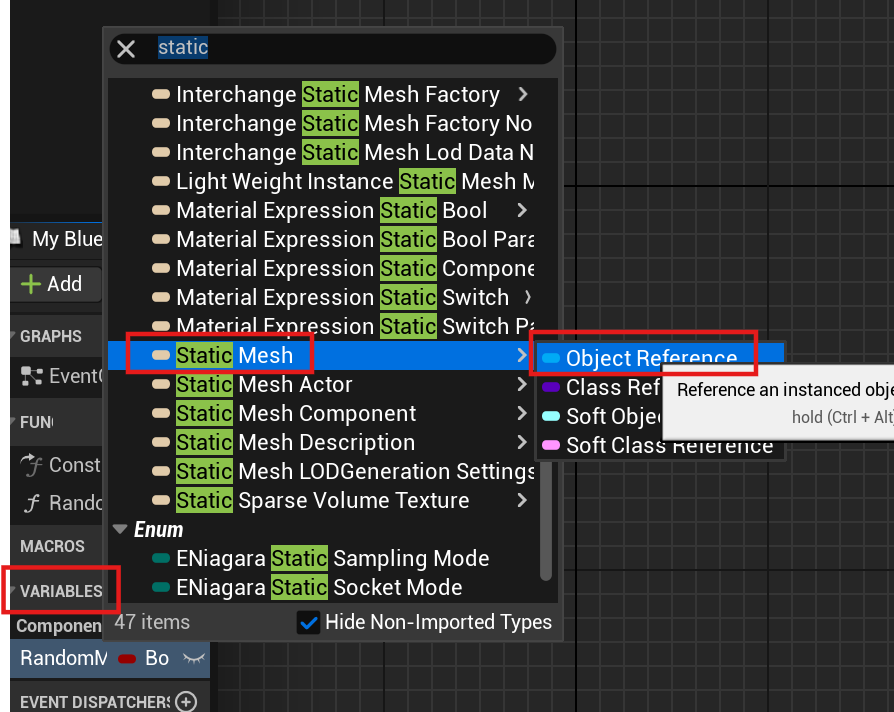 static
Interchange Static Mesh Factory
Interchange Static Mesh Factory No
Interchange Static Mesh Lod Data N
Light Weight Instance Static Mesh M
Material Expression Static Bool
My Blue
Material Expression Static Bool Para
Material Expression Static Compone
Add
Material Expression Static Switch
Material Expression Static Switch Pa
GRAPHS
Static Mesh
Object Reference
EventG
Static Mesh Actor
Class Ref
Reference an instanced obje
hold (Ctrl + Alt)
Static Mesh Component
Soft Objec
FUN
Static Mesh Description
Soft Class Reference
Const
Static Mesh LODGeneration Settings
Rando
Static Sparse Volume Texture
Enum
MACROS
ENiagara Static Sampling Mode
VARIABLES
ENiagara Static Socket Mode
Componen
47 items
Hide Non-Imported Types
RandomM
Bo
EVENT DISPATCHERS